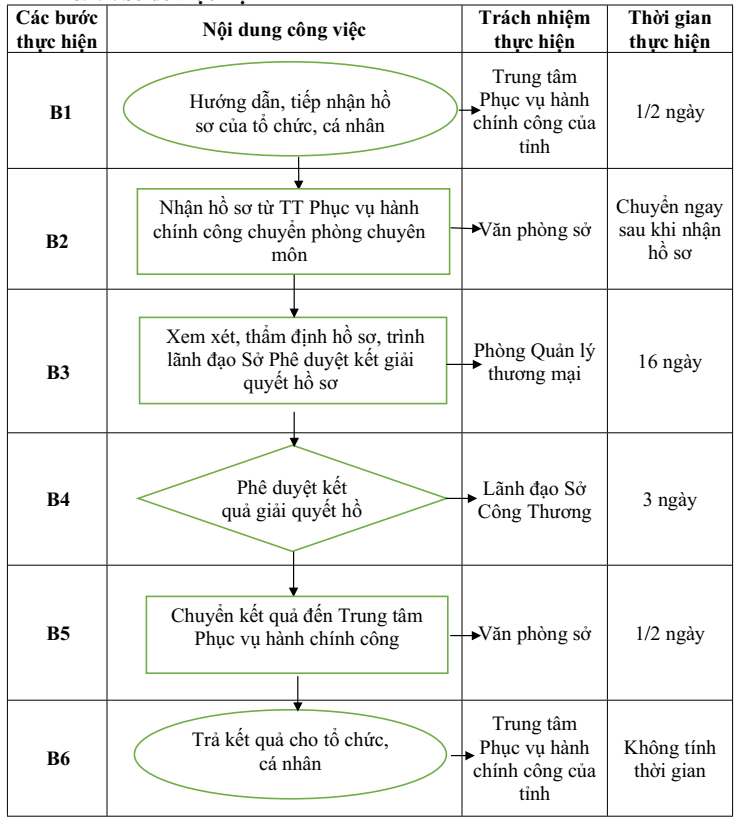 Các bước
thực hiện
Nội dung công việc
Trách nhiệm
thực hiện
Thời gian
thực hiện
B1
Hướng dẫn, tiếp nhận hồ
sơ của tổ chức, cá nhân
Trung tâm
Phục vụ hành
chính công của
tỉnh
1/2 ngày
B2
Nhận hồ sơ từ TT Phục vụ hành
chính công chuyển phòng chuyên
môn
Văn phòng sở
Chuyển ngay
sau khi nhận
hồ sơ
B3
Xem xét, thẩm định hồ sơ, trình
lãnh đạo Sở Phê duyệt kết giải
quyết hồ sơ
Phòng Quản lý
thương mại
16 ngày
B4
Phê duyệt kết
quả giải quyết hồ
Lãnh đạo Sở
Công Thương
3 ngày
B5
Chuyển kết quả đến Trung tâm
Phục vụ hành chính công
Văn phòng sở
1/2 ngày
B6
Trả kết quả cho tổ chức,
cá nhân
Trung tâm
Phục vụ hành
chính công của
tỉnh
Không tính
thời gian